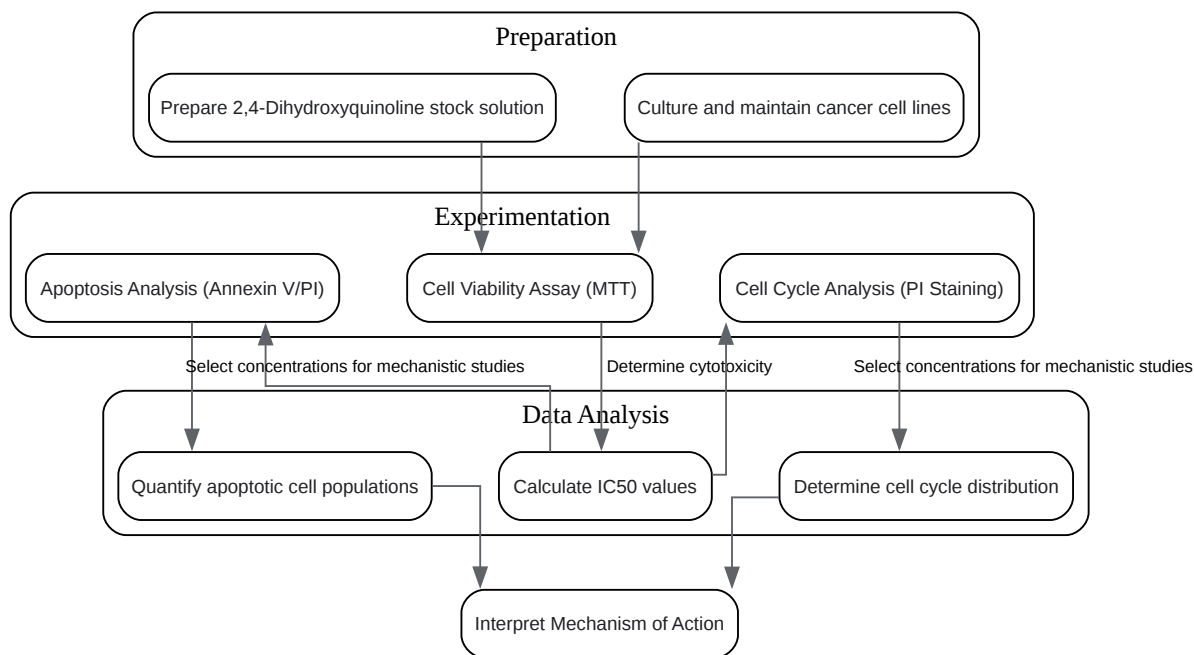 Preparation
Prepare 2,4-Dihydroxyquinoline stock solution
Culture and maintain cancer cell lines
Experimentation
Apoptosis Analysis (Annexin V/PI)
Cell Viability Assay (MTT)
Cell Cycle Analysis (PI Staining)
Select concentrations for mechanistic studies
Determine cytotoxicity
Select concentrations for mechanistic studies
Data Analysis
Quantify apoptotic cell populations
Calculate IC50 values
Determine cell cycle distribution
Interpret Mechanism of Action